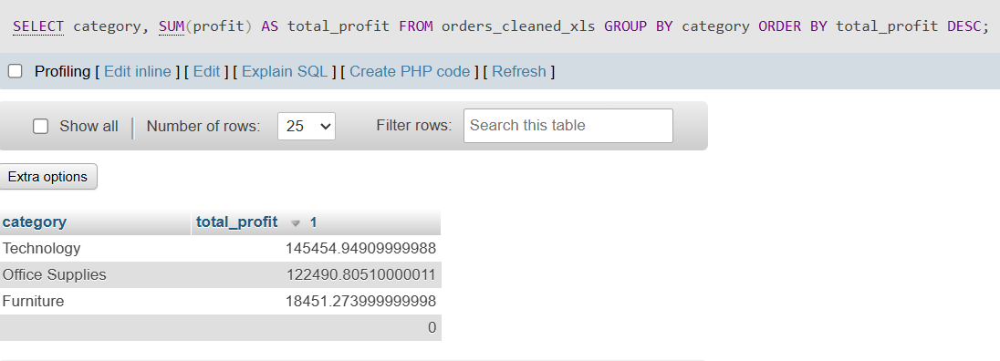 SELECT category, SUM(profit) AS total_profit FROM orders_cleaned_xls GROUP BY category ORDER BY total_profit DESC;
Profiling [ Edit inline ] [ Edit ] [ Explain SQL ] [ Create PHP code ] [ Refresh ]
Show all | Number of rows: 25 Filter rows: Search this table
Extra options
category total_profit 1
Technology 145454.94909999988
Office Supplies 122490.80510000011
Furniture 18451.273999999998
0